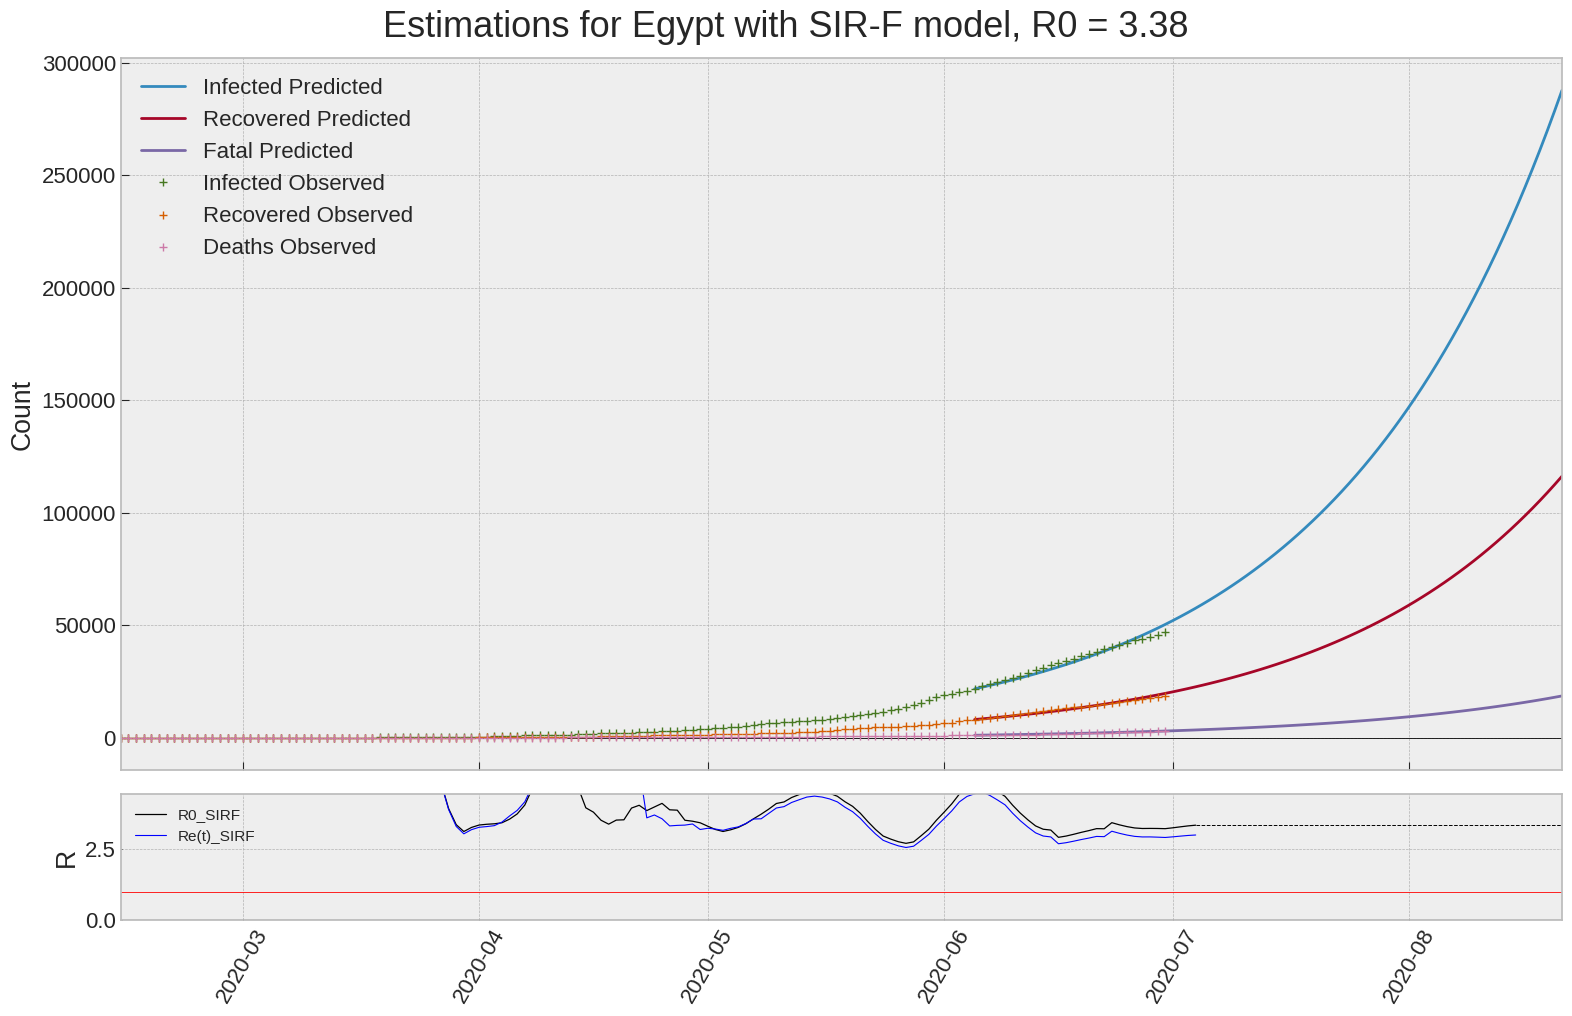 Estimations for Egypt with SIR-F model, R0 = 3.38
300000
250000
200000
150000
100000
50000
0
Count
Infected Predicted
Recovered Predicted
Fatal Predicted
Infected Observed
Recovered Observed
Deaths Observed
R0_SIRF
Re(t)_SIRF
2.5
0.0
R
2020-03
2020-04
2020-05
2020-06
2020-07
2020-08